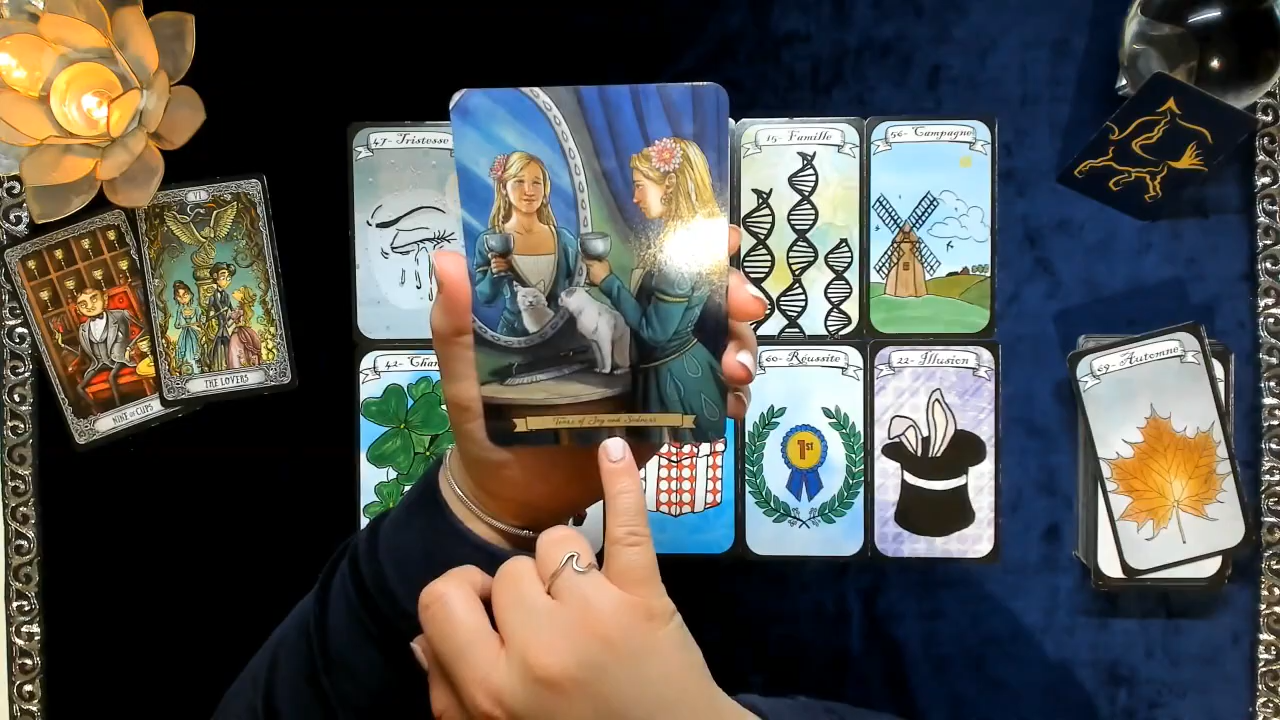 47- Tristesse
15- Famille
56- Campagne
VI
THE LOVERS
NINE OF CUPS
Tears of Joy and Sadness
42- Chan
60- Réussite
1ST
22- Illusion
69- Automne